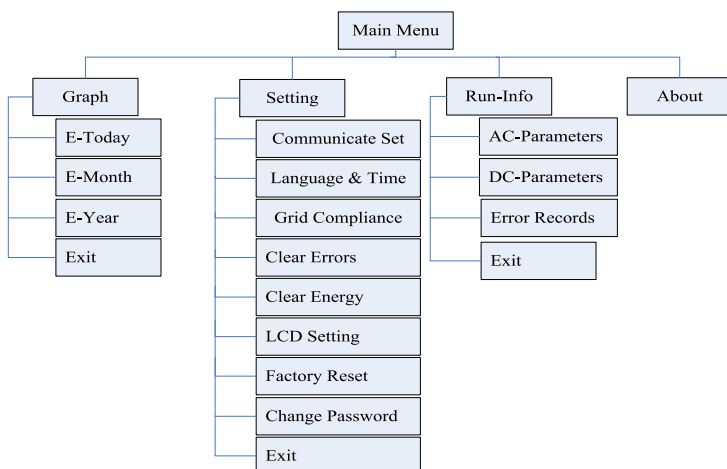 Main Menu
Graph
E-Today
E-Month
E-Year
Exit
Setting
Communicate Set
Language & Time
Grid Compliance
Clear Errors
Clear Energy
LCD Setting
Factory Reset
Change Password
Exit
Run-Info
AC-Parameters
DC-Parameters
Error Records
Exit
About